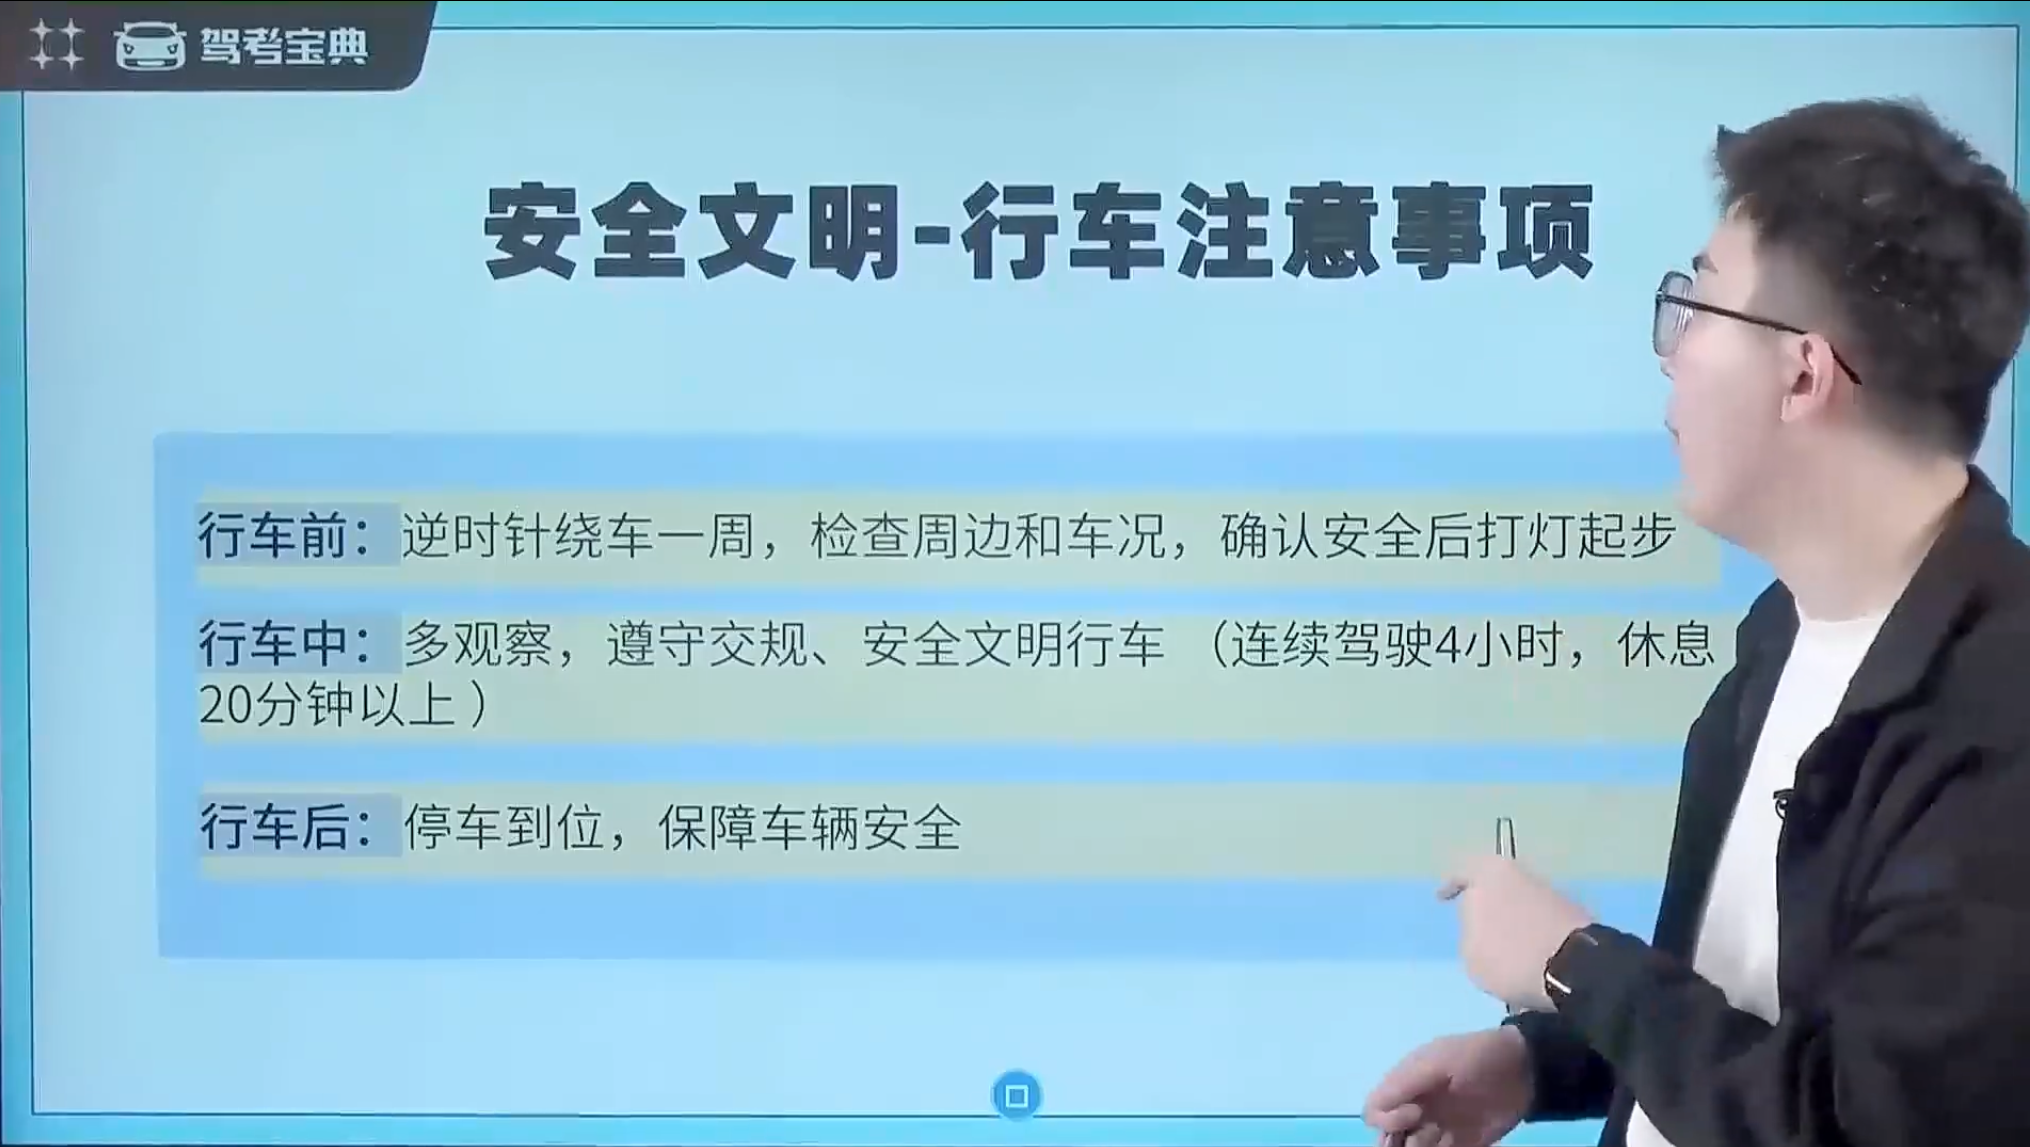 驾考宝典
安全文明-行车注意事项
行车前：逆时针绕车一周，检查周边和车况，确认安全后打灯起步
行车中：多观察，遵守交规、安全文明行车 （连续驾驶4小时，休息
20分钟以上 ）
行车后：停车到位，保障车辆安全